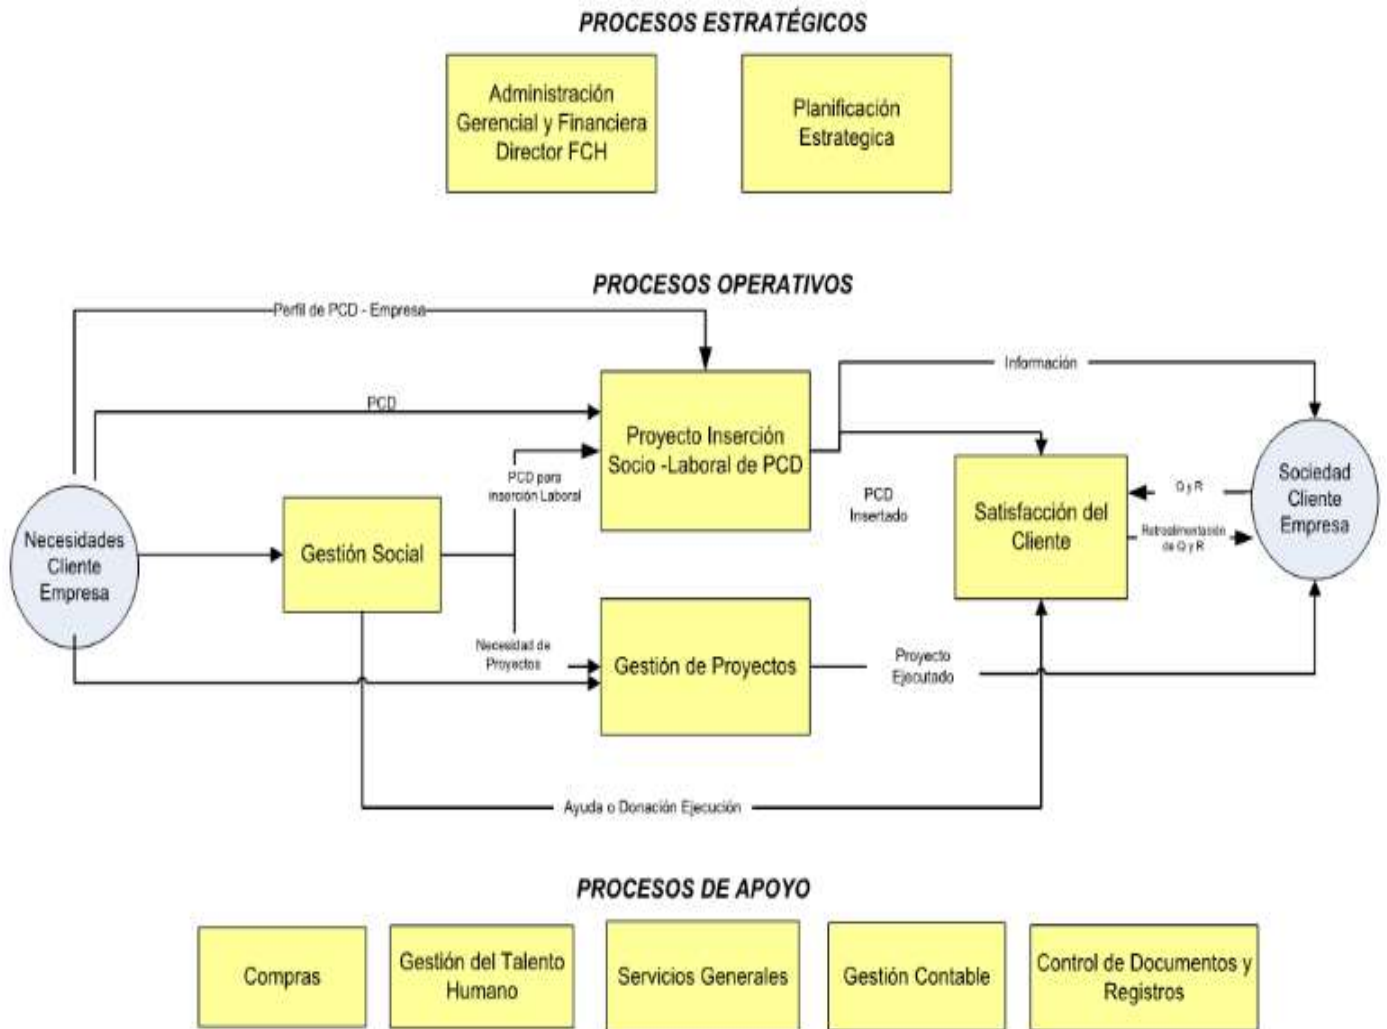 PROCESOS ESTRATÉGICOS
Administración
Gerencial y Financiera
Director FCH
Planificación
Estrategica
PROCESOS OPERATIVOS
Perfil de PCD - Empresa
PCD
Información
Proyecto Inserción
Socio -Laboral de PCD
PCD para
inserción Laboral
PCD
Insertado
Satisfacción del
Cliente
Q y R
Retroalimentación
de Q y R
Sociedad
Cliente
Empresa
Necesidades
Cliente
Empresa
Gestión Social
Necesidad de
Proyectos
Gestión de Proyectos
Proyecto
Ejecutado
Ayuda o Donación Ejecución
PROCESOS DE APOYO
Compras
Gestión del Talento
Humano
Servicios Generales
Gestión Contable
Control de Documentos y
Registros